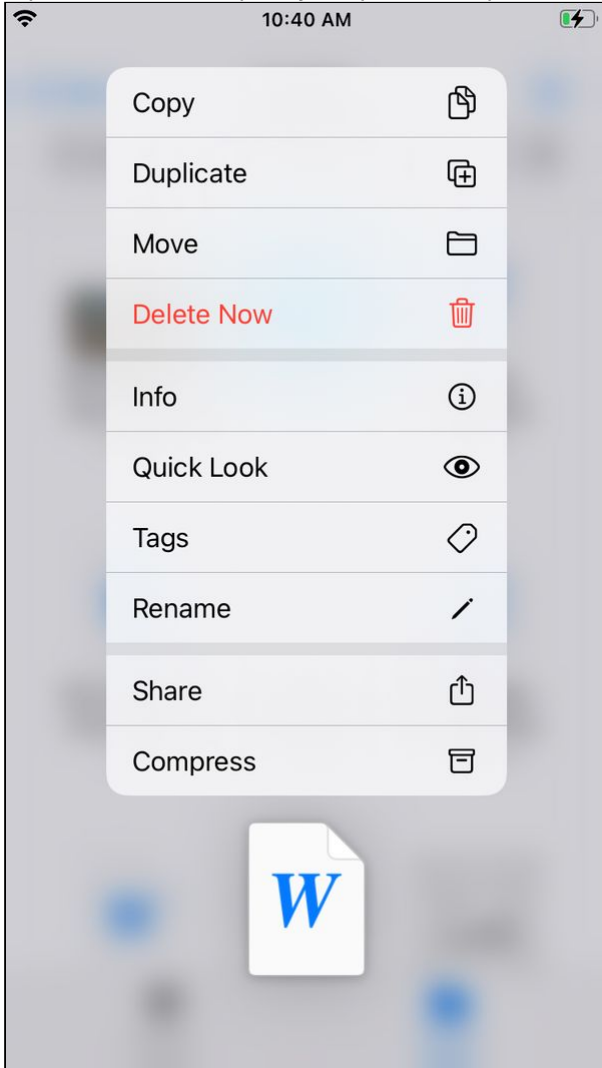 10:40 AM
Copy
Duplicate
Move
Delete Now
Info
Quick Look
Tags
Rename
Share
Compress
W